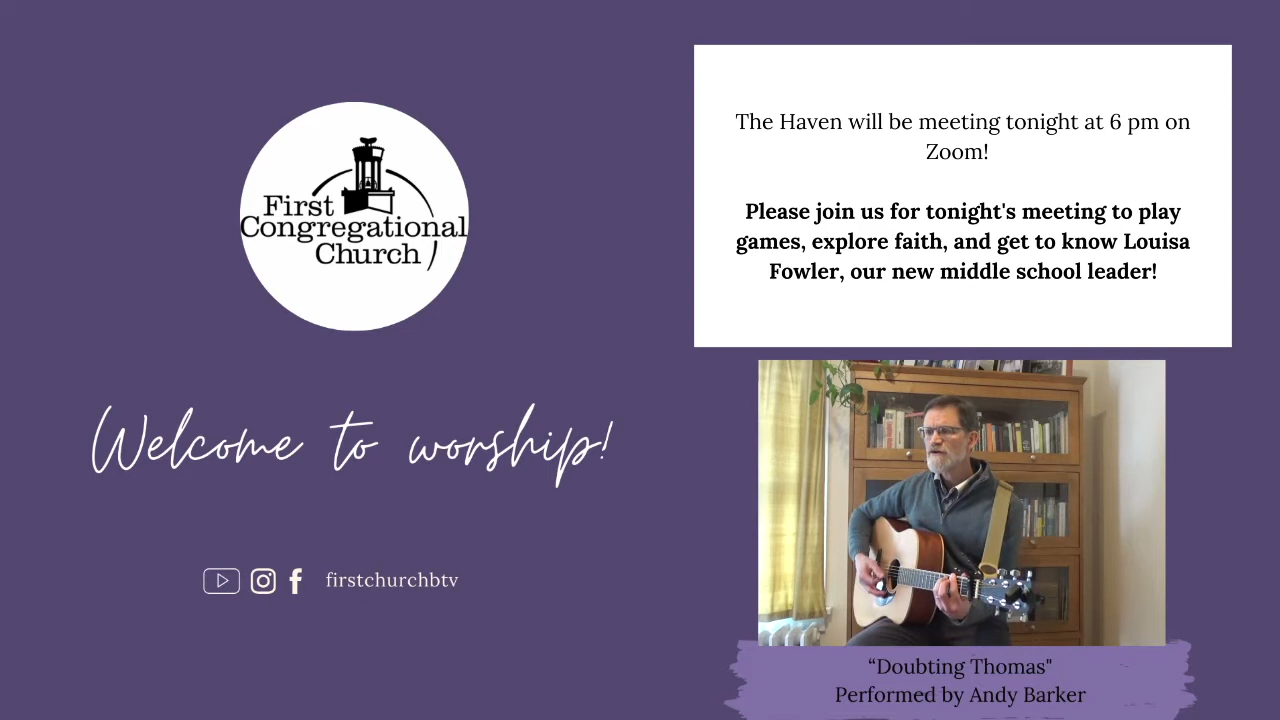 First
Congregational
Church
Welcome to worship!
firstchurchbtv
The Haven will be meeting tonight at 6 pm on
Zoom!
Please join us for tonight's meeting to play
games, explore faith, and get to know Louisa
Fowler, our new middle school leader!
“Doubting Thomas"
Performed by Andy Barker